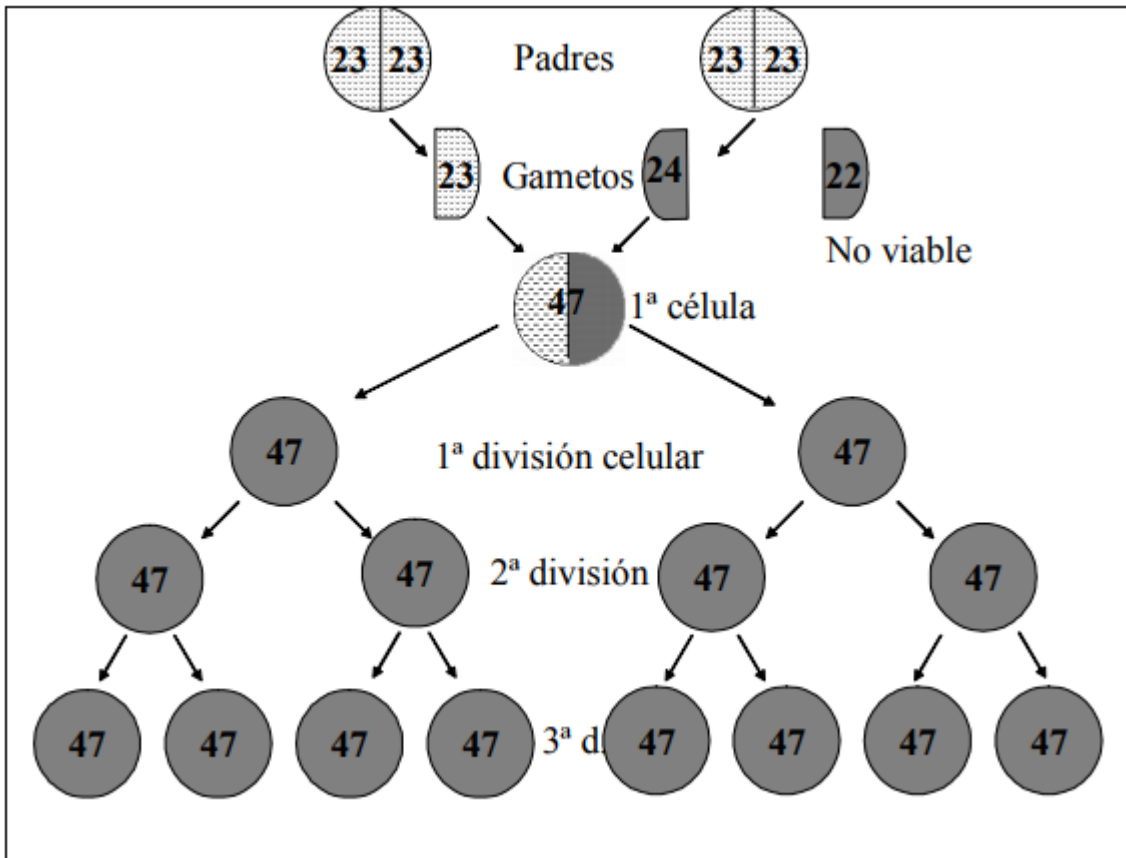 23 23 Padres 23 23
23 Gametos 24 22
No viable
47 1ª célula
47 1ª división celular 47
47 47 2ª división 47 47
47 47 47 47 3ª d. 47 47 47 47